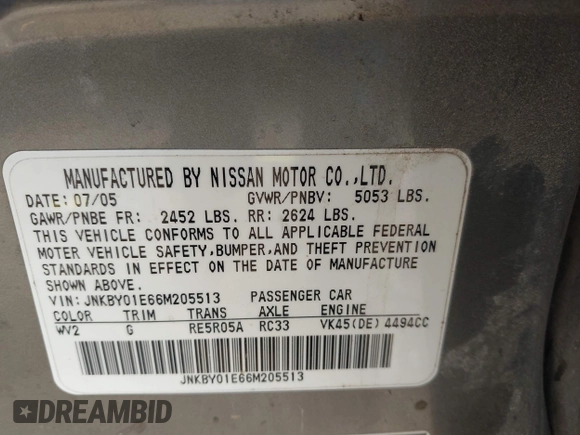 MANUFACTURED BY NISSAN MOTOR CO.,LTD.
DATE: 07/05 GVWR/PNBV: 5053 LBS.
GAWR/PNBE FR: 2452 LBS. RR: 2624 LBS.
THIS VEHICLE CONFORMS TO ALL APPLICABLE FEDERAL
MOTOR VEHICLE SAFETY,BUMPER,AND THEFT PREVENTION
STANDARDS IN EFFECT ON THE DATE OF MANUFACTURE
SHOWN ABOVE.
VIN: JNKBY01E66M205513 PASSENGER CAR
COLOR TRIM TRANS AXLE ENGINE
WV2 G RE5R05A RC33 VK45(DE) 4494CC
JNKBY01E66M205513
DREAMBID